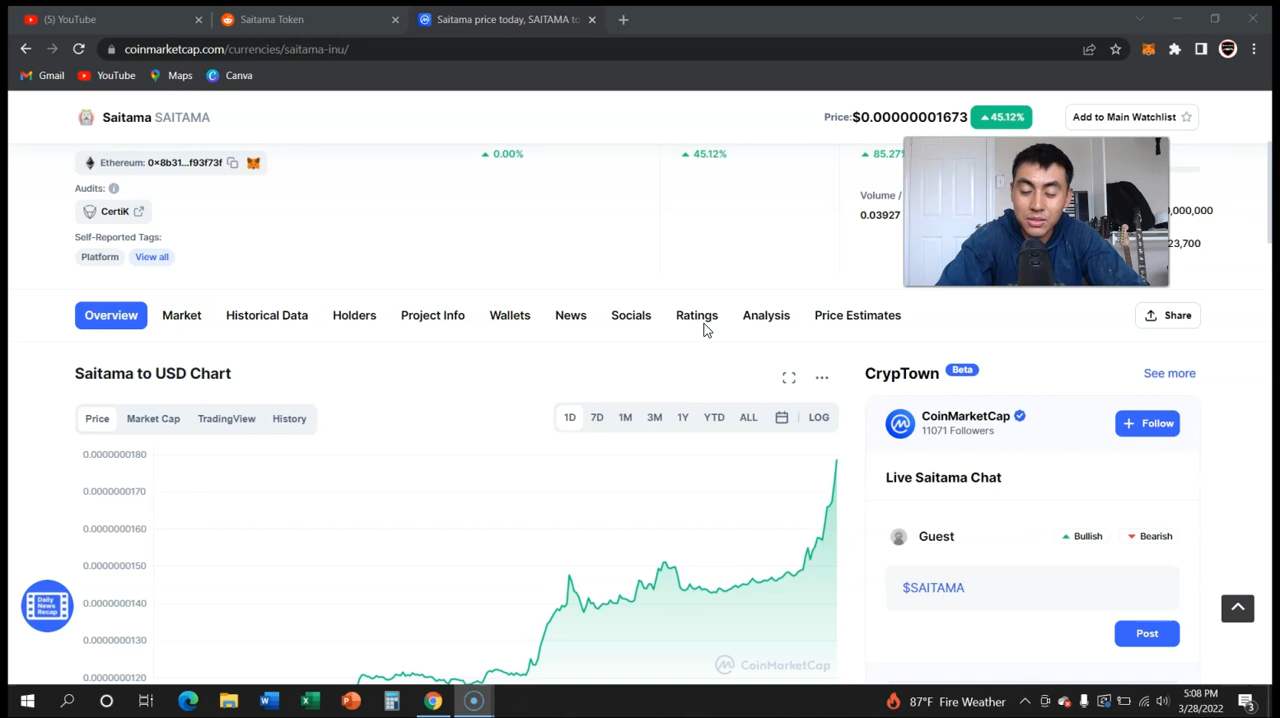 (5) YouTube
Saitama Token
Saitama price today, SAITAMA to
coinmarketcap.com/currencies/saitama-inu/
Gmail YouTube Maps Canva
Saitama SAITAMA
Price:$0.00000001673 45.12%
Add to Main Watchlist
Ethereum: 0x8b31...f93f73f
0.00%
45.12%
85.27%
Audits:
CertiK
Volume /
0.03927
000,000
23,700
Self-Reported Tags:
Platform View all
Overview Market Historical Data Holders Project Info Wallets News Socials Ratings Analysis Price Estimates
Share
Saitama to USD Chart
Price Market Cap TradingView History
1D 7D 1M 3M 1Y YTD ALL LOG
0.0000000180
0.0000000170
0.0000000160
0.0000000150
0.0000000140
0.0000000130
0.0000000120
CoinMarketCap
Daily
News
Recap
CrypTown Beta
See more
CoinMarketCap
11071 Followers
+ Follow
Live Saitama Chat
Guest
Bullish Bearish
$SAITAMA
Post
87°F Fire Weather
5:08 PM
3/28/2022
3